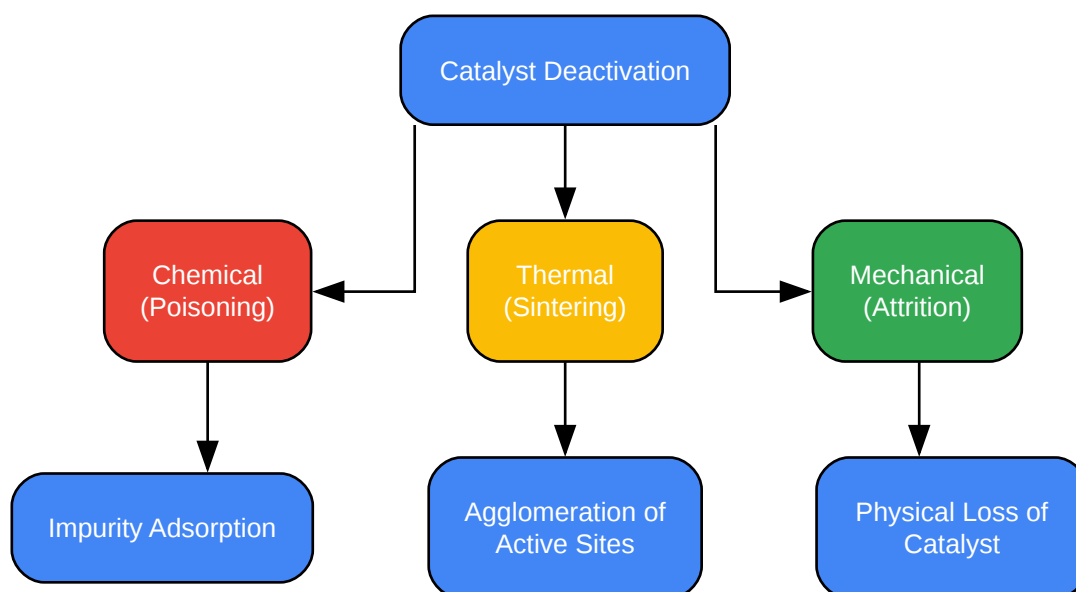 Catalyst Deactivation
Chemical
(Poisoning)
Thermal
(Sintering)
Mechanical
(Attrition)
Impurity Adsorption
Agglomeration of
Active Sites
Physical Loss of
Catalyst